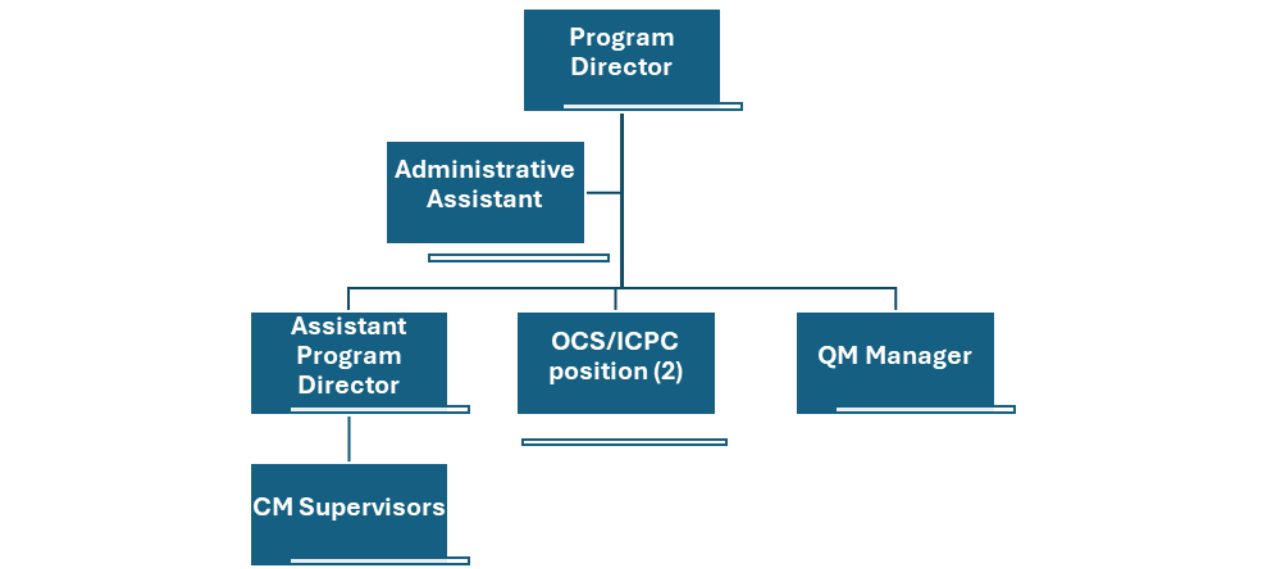 Program
Director
Administrative
Assistant
Assistant
Program
Director
OCS/ICPC
position (2)
QM Manager
CM Supervisors